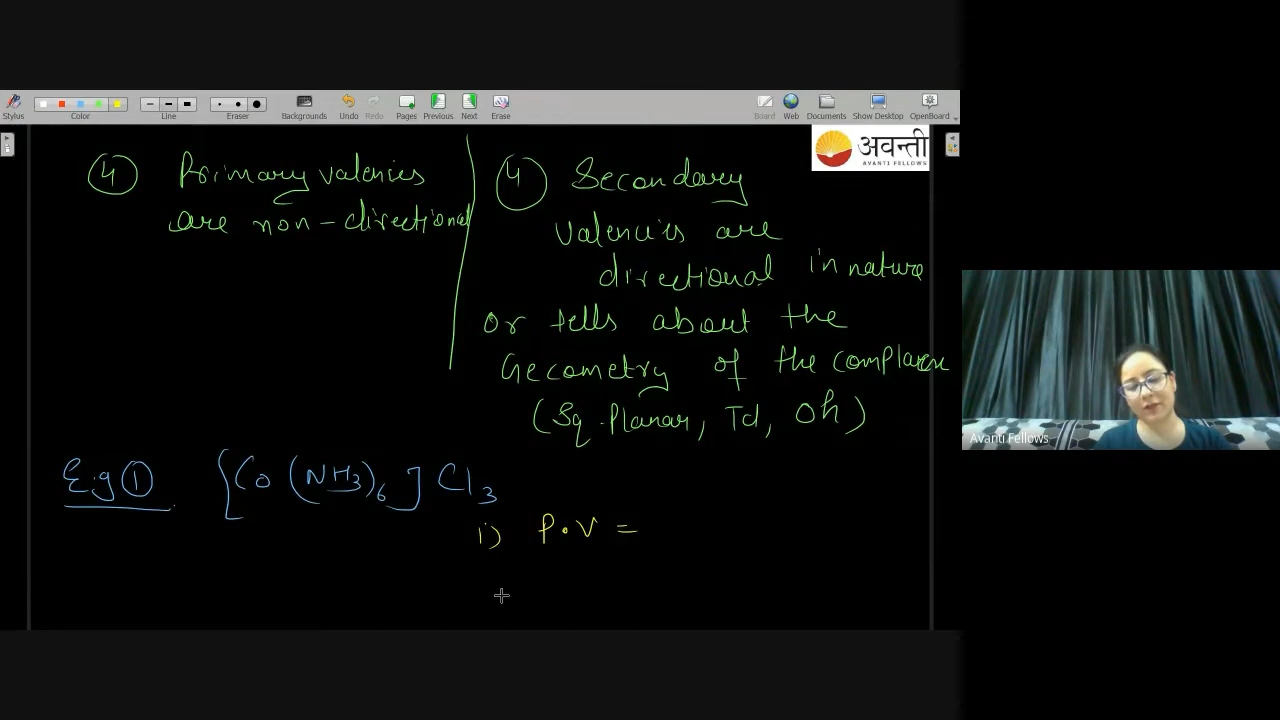 Stylus
Color
Line
Eraser
Backgrounds
Undo
Redo
Pages
Previous
Next
Erase
Board
Web
Documents
Show Desktop
OpenBoard
अवन्ती
AVANTI FELLOWS
④ Primary valencies
are non-directional
④ Secondary
valencies are
directional in nature
or tells about the
Geometry of the
(Sq. Planar, Td, Oh)
E.g ① [Co(NH₃)₆]Cl₃
i) P.V =
Avanti Fellows